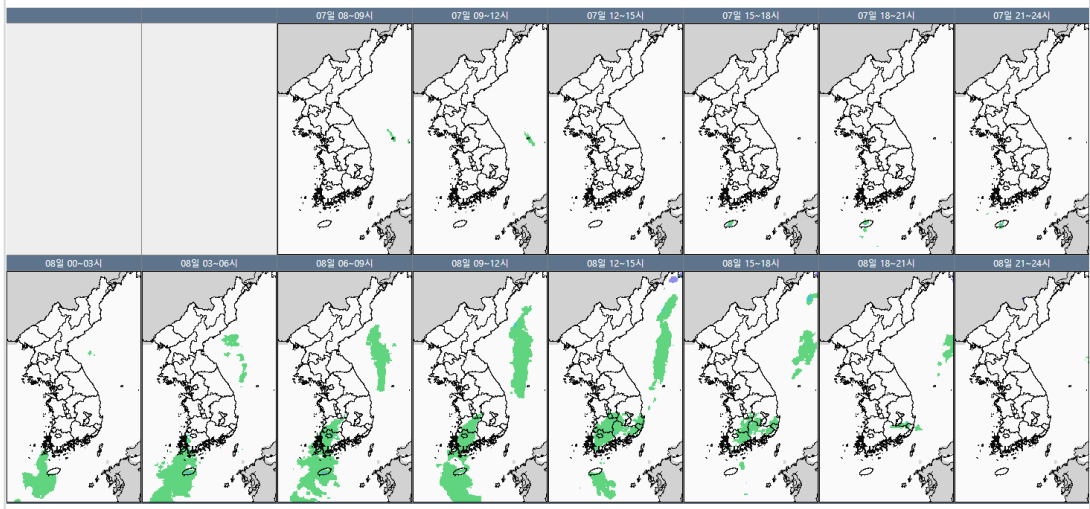 07일 08~09시
07일 09~12시
07일 12~15시
07일 15~18시
07일 18~21시
07일 21~24시
08일 00~03시
08일 03~06시
08일 06~09시
08일 09~12시
08일 12~15시
08일 15~18시
08일 18~21시
08일 21~24시